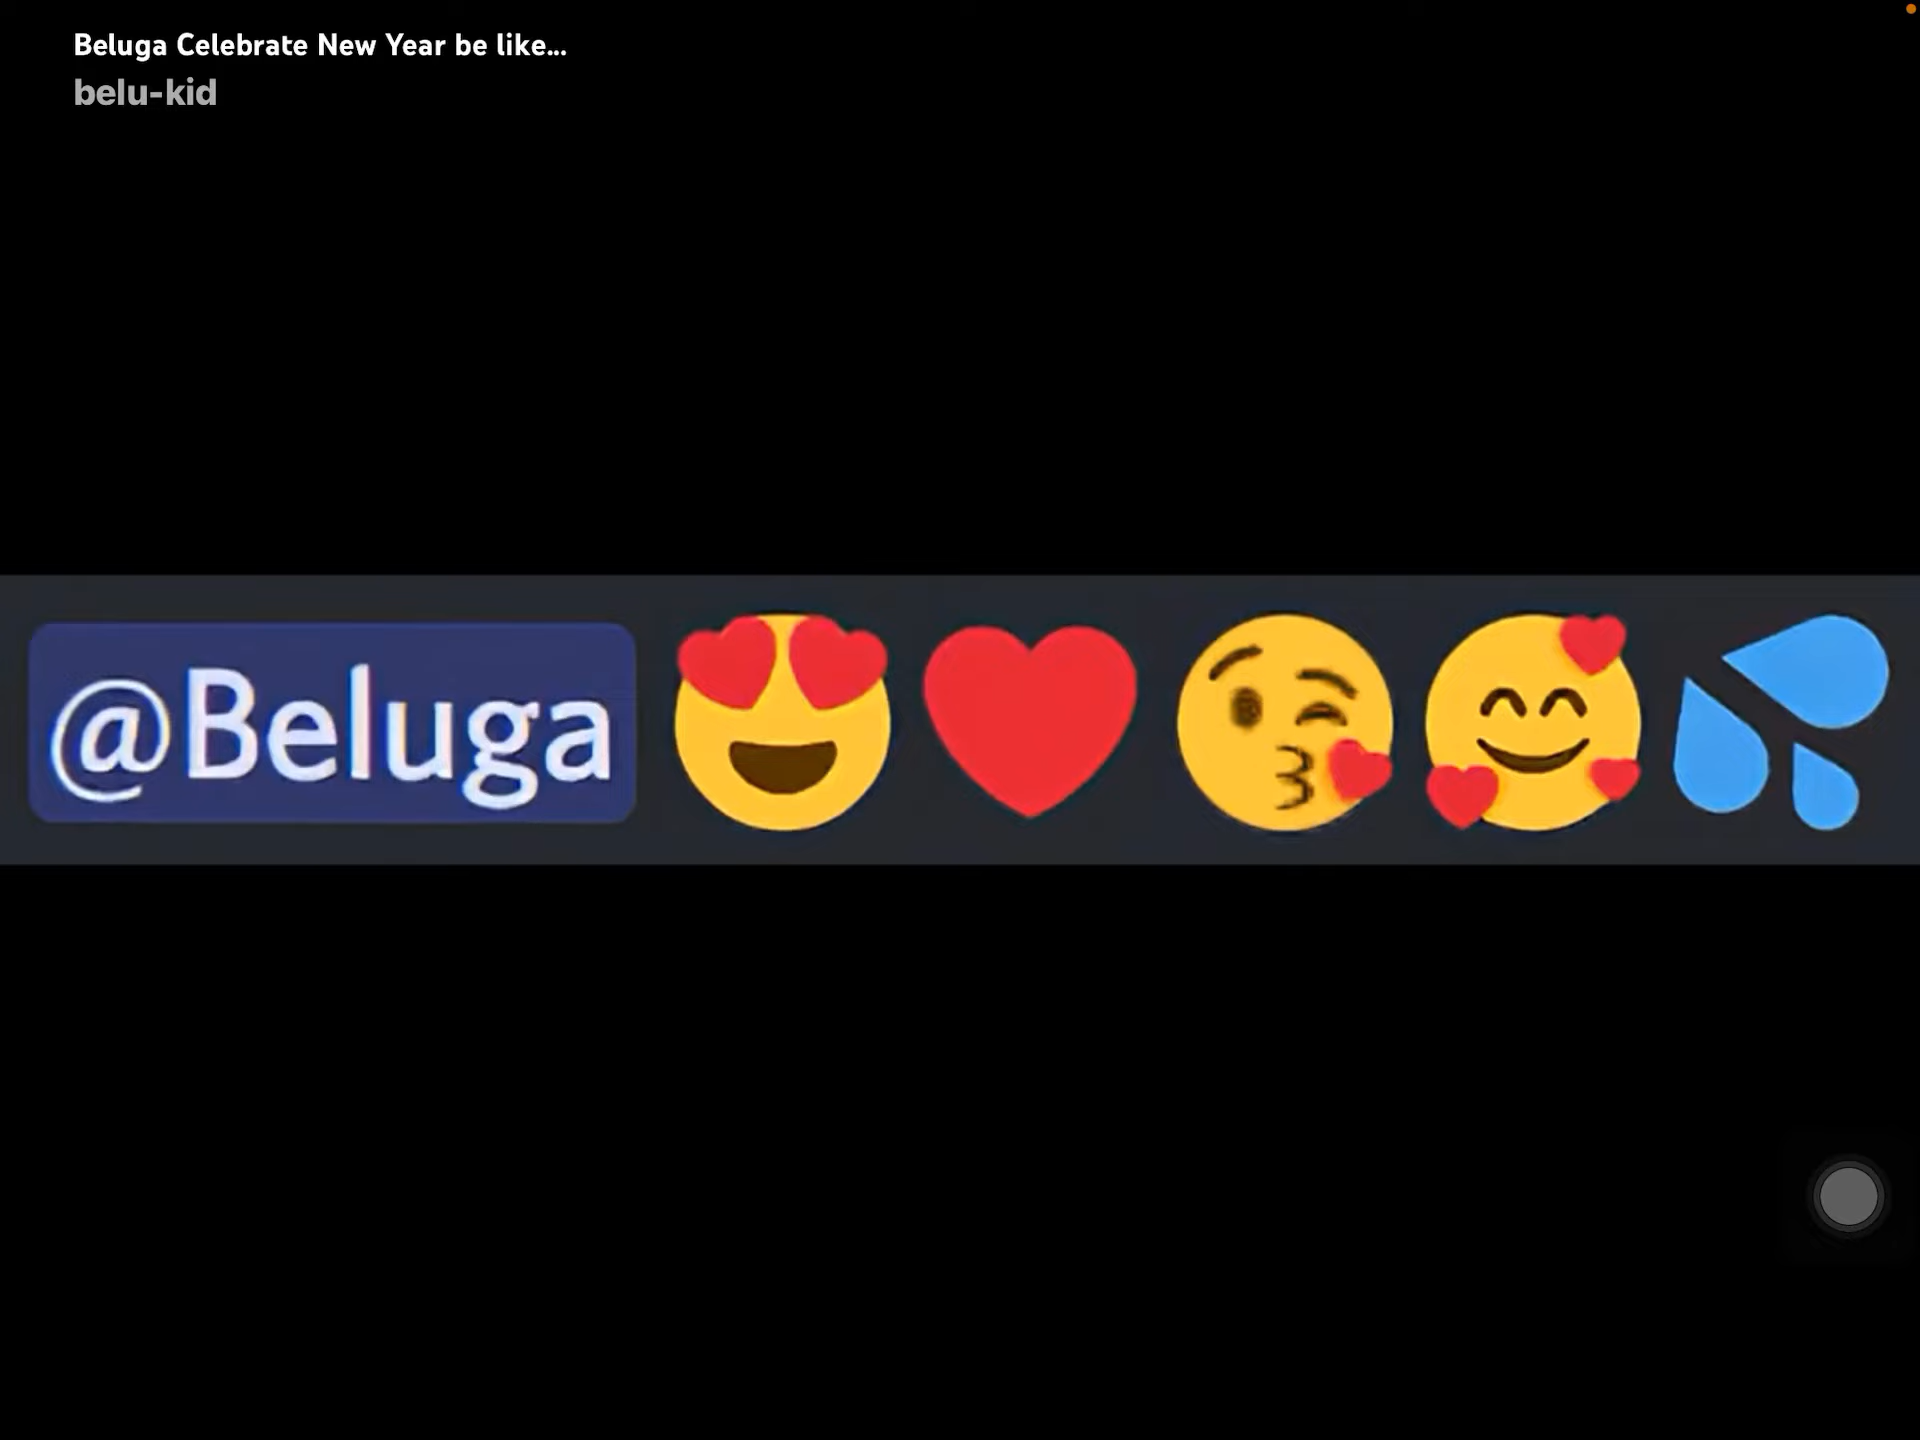 Beluga Celebrate New Year be like...
belu-kid
@Beluga 😍 ❤️ 😘 🥰 💦